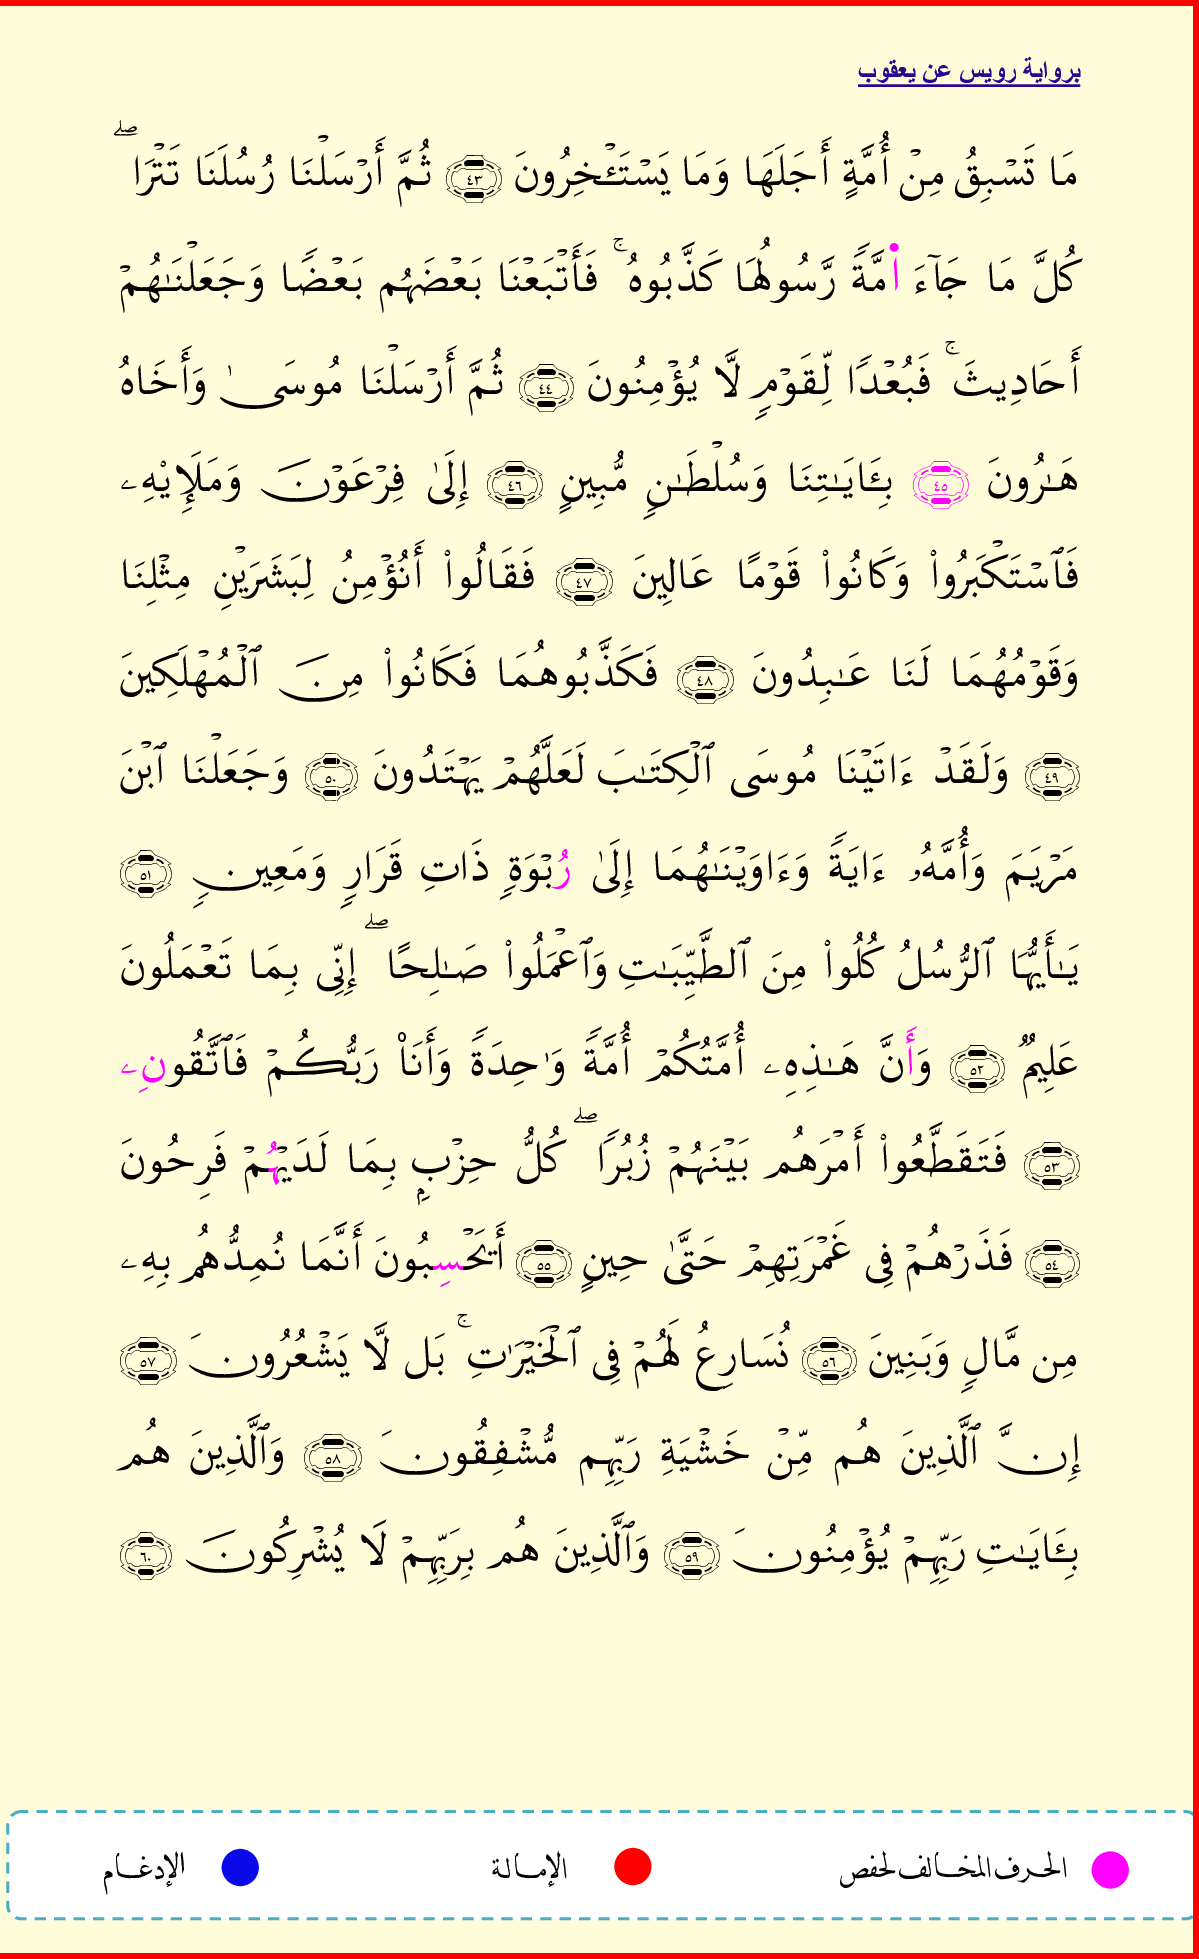 برواية رويس عن يعقوب
مَا تَسۡبِقُ مِنۡ أُمَّةٍ أَجَلَهَا وَمَا يَسۡتَـٔۡخِرُونَ ٤٣ ثُمَّ أَرۡسَلۡنَا رُسُلَنَا تَتۡرَا ۖ
كُلَّ مَا جَآءَ اُ۬مَّةً رَّسُولُهَا كَذَّبُوهُ ۚ فَأَتۡبَعۡنَا بَعۡضَهُم بَعۡضًا وَجَعَلۡنَٰهُمۡ
أَحَادِيثَ ۚ فَبُعۡدًا لِّقَوۡمٍ لَّا يُؤۡمِنُونَ ٤٤ ثُمَّ أَرۡسَلۡنَا مُوسَىٰ وَأَخَاهُ
هَٰرُونَ ٤٥ بِـَٔايَٰتِنَا وَسُلۡطَٰنٍ مُّبِينٍ ٤٦ إِلَىٰ فِرۡعَوۡنَ وَمَلَإِيْهِۦ
فَٱسۡتَكۡبَرُواْ وَكَانُواْ قَوۡمًا عَالِينَ ٤٧ فَقَالُواْ أَنُؤۡمِنُ لِبَشَرَيۡنِ مِثۡلِنَا
وَقَوۡمُهُمَا لَنَا عَٰبِدُونَ ٤٨ فَكَذَّبُوهُمَا فَكَانُواْ مِنَ ٱلۡمُهۡلَكِينَ
٤٩ وَلَقَدۡ ءَاتَيۡنَا مُوسَى ٱلۡكِتَٰبَ لَعَلَّهُمۡ يَهۡتَدُونَ ٥٠ وَجَعَلۡنَا ٱبۡنَ
مَرۡيَمَ وَأُمَّهُۥ ءَايَةً وَءَاوَيۡنَٰهُمَا إِلَىٰ رُبۡوَةٍ ذَاتِ قَرَارٍ وَمَعِينٍ ٥١
يَٰٓأَيُّهَا ٱلرُّسُلُ كُلُواْ مِنَ ٱلطَّيِّبَٰتِ وَٱعۡمَلُواْ صَٰلِحًا ۖ إِنِّي بِمَا تَعۡمَلُونَ
عَلِيمٌ ٥٢ وَأَنَّ هَٰذِهِۦ أُمَّتُكُمۡ أُمَّةً وَٰحِدَةً وَأَنَا۠ رَبُّكُمۡ فَٱتَّقُونِۦ
٥٣ فَتَقَطَّعُواْ أَمۡرَهُم بَيۡنَهُمۡ زُبُرًا ۖ كُلُّ حِزۡبِۭ بِمَا لَدَيۡهُمۡ فَرِحُونَ
٥٤ فَذَرۡهُمۡ فِي غَمۡرَتِهِمۡ حَتَّىٰ حِينٍ ٥٥ أَيَحۡسِبُونَ أَنَّمَا نُمِدُّهُم بِهِۦ
مِن مَّالٍ وَبَنِينَ ٥٦ نُسَارِعُ لَهُمۡ فِي ٱلۡخَيۡرَٰتِ ۚ بَل لَّا يَشۡعُرُونَ ٥٧
إِنَّ ٱلَّذِينَ هُم مِّنۡ خَشۡيَةِ رَبِّهِم مُّشۡفِقُونَ ٥٨ وَٱلَّذِينَ هُم
بِـَٔايَٰتِ رَبِّهِمۡ يُؤۡمِنُونَ ٥٩ وَٱلَّذِينَ هُم بِرَبِّهِمۡ لَا يُشۡرِكُونَ ٦٠
الحرف المخالف لحفص الإمالة الإدغام